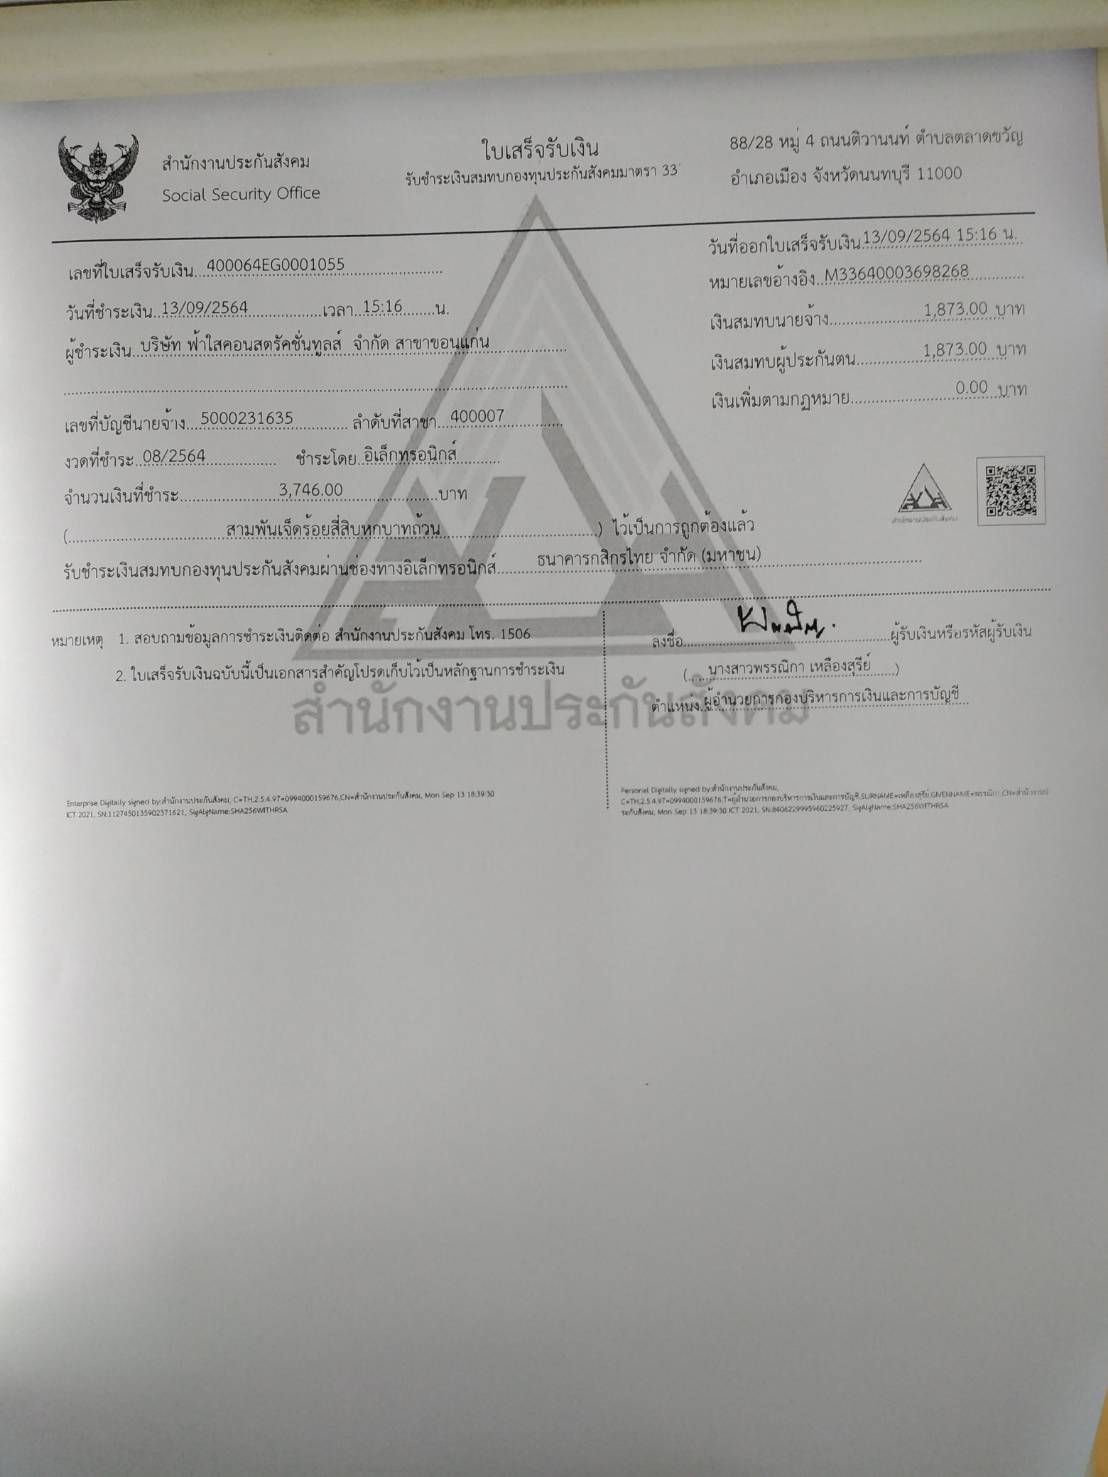 สำนักงานประกันสังคม
Social Security Office
ใบเสร็จรับเงิน
รับชำระเงินสมทบกองทุนประกันสังคมมาตรา 33
88/28 หมู่ 4 ถนนติวานนท์ ตำบลตลาดขวัญ
อำเภอเมือง จังหวัดนนทบุรี 11000
เลขที่ใบเสร็จรับเงิน 400064EG0001055
วันที่ชำระเงิน 13/09/2564 เวลา 15:16 น.
ผู้ชำระเงิน บริษัท ฟ้าใสคอนสตรัคชั่นทูลส์ จำกัด สาขาขอนแก่น
เลขที่บัญชีนายจ้าง 5000231635 ลำดับที่สาขา 400007
งวดที่ชำระ 08/2564 ชำระโดย อิเล็กทรอนิกส์
จำนวนเงินที่ชำระ 3,746.00 บาท
( สามพันเจ็ดร้อยสี่สิบหกบาทถ้วน ) ไว้เป็นการถูกต้องแล้ว
รับชำระเงินสมทบกองทุนประกันสังคมผ่านช่องทางอิเล็กทรอนิกส์ ธนาคารกสิกรไทย จำกัด (มหาชน)
วันที่ออกใบเสร็จรับเงิน 13/09/2564 15:16 น.
หมายเลขอ้างอิง M33640003698268
เงินสมทบนายจ้าง 1,873.00 บาท
เงินสมทบผู้ประกันตน 1,873.00 บาท
เงินเพิ่มตามกฎหมาย 0.00 บาท
สำนักงานประกันสังคม
หมายเหตุ 1. สอบถามข้อมูลการชำระเงินติดต่อ สำนักงานประกันสังคม โทร. 1506
2. ใบเสร็จรับเงินฉบับนี้เป็นเอกสารสำคัญโปรดเก็บไว้เป็นหลักฐานการชำระเงิน
ลงชื่อ ผู้รับเงินหรือรหัสผู้รับเงิน
( นางสาวพรรณิกา เหลืองสุรีย์ )
ตำแหน่ง ผู้อำนวยการกองบริหารการเงินและการบัญชี
สำนักงานประกันสังคม
Enterprise Digitally signed by:สำนักงานประกันสังคม, C=TH,2.5.4.97=0994000159676,CN=สำนักงานประกันสังคม, Mon Sep 13 18:39:30
ICT 2021, SN:1127450135902371621, SigAlgName:SHA256WITHRSA
Personal Digitally signed by:สำนักงานประกันสังคม,
C=TH,2.5.4.97=0994000159676,T=ผู้อำนวยการกองบริหารการเงินและการบัญชี,SURNAME=เหลืองสุรีย์,GIVENNAME=พรรณิกา,CN=สำนักงานป
ระกันสังคม, Mon Sep 13 18:39:30 ICT 2021, SN:8406229995960225927, SigAlgName:SHA256WITHRSA